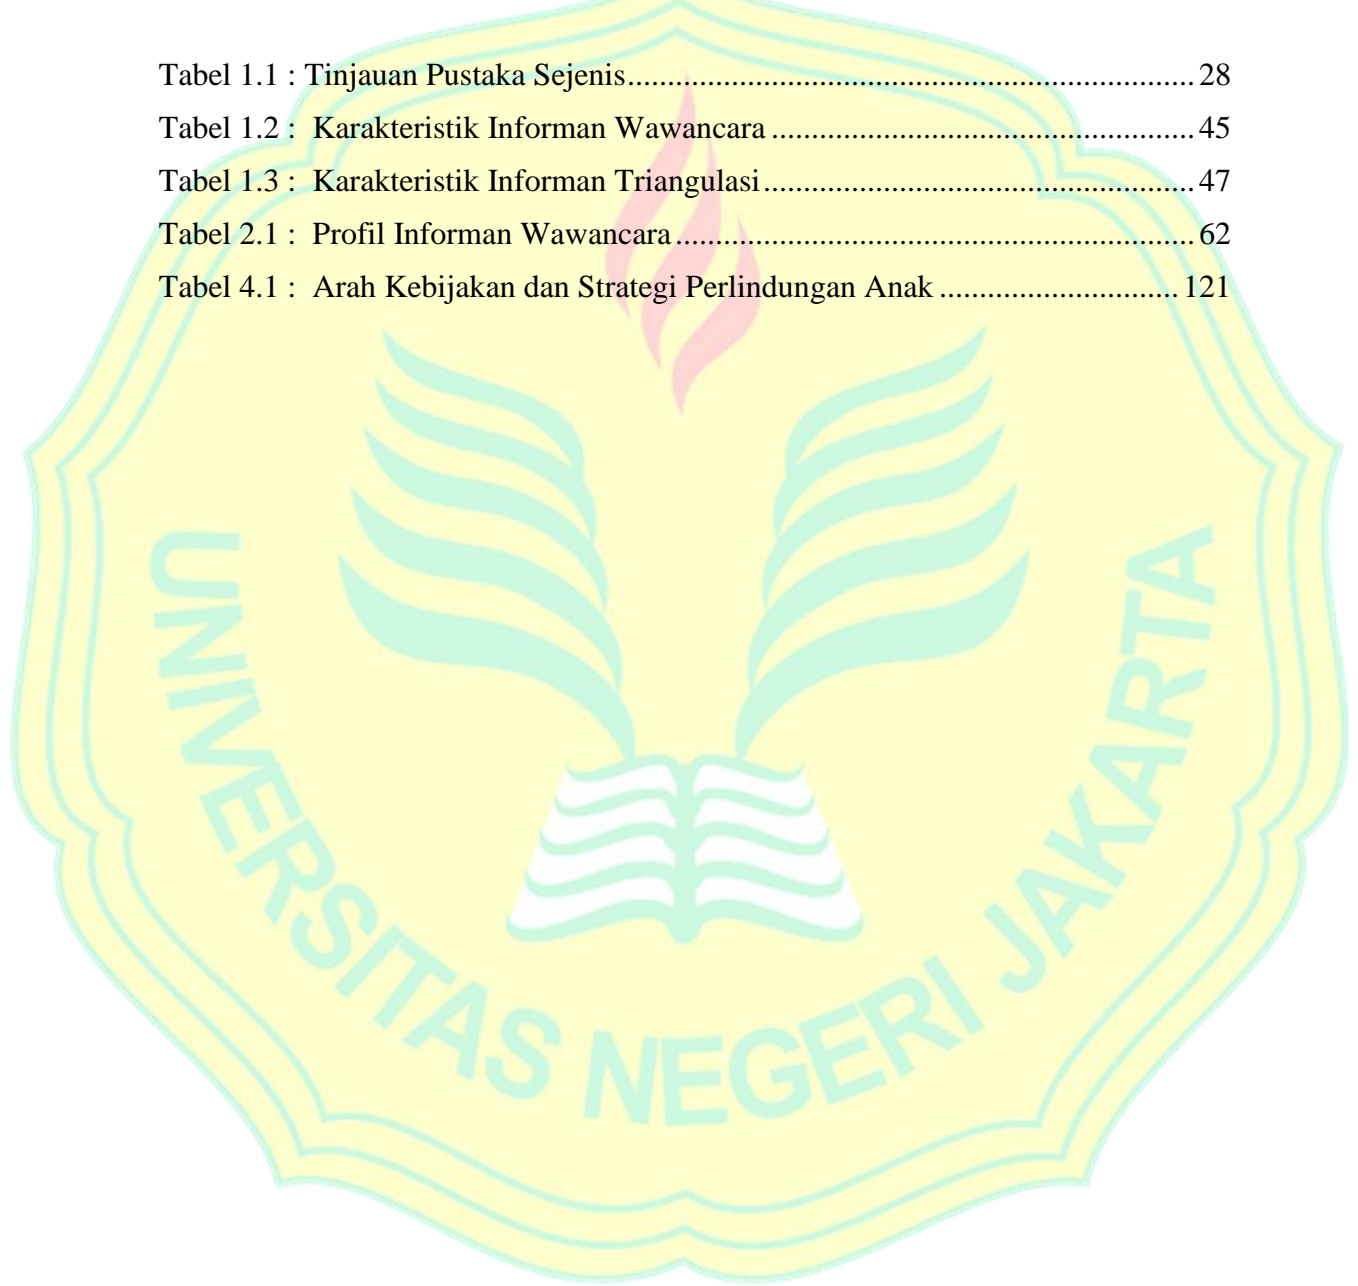 Tabel 1.1 : Tinjauan Pustaka Sejenis....................................................................... 28
Tabel 1.2 :  Karakteristik Informan Wawancara ..................................................... 45
Tabel 1.3 :  Karakteristik Informan Triangulasi...................................................... 47
Tabel 2.1 :  Profil Informan Wawancara................................................................. 62
Tabel 4.1 :  Arah Kebijakan dan Strategi Perlindungan Anak .............................. 121
UNIVERSITAS NEGERI JAKARTA